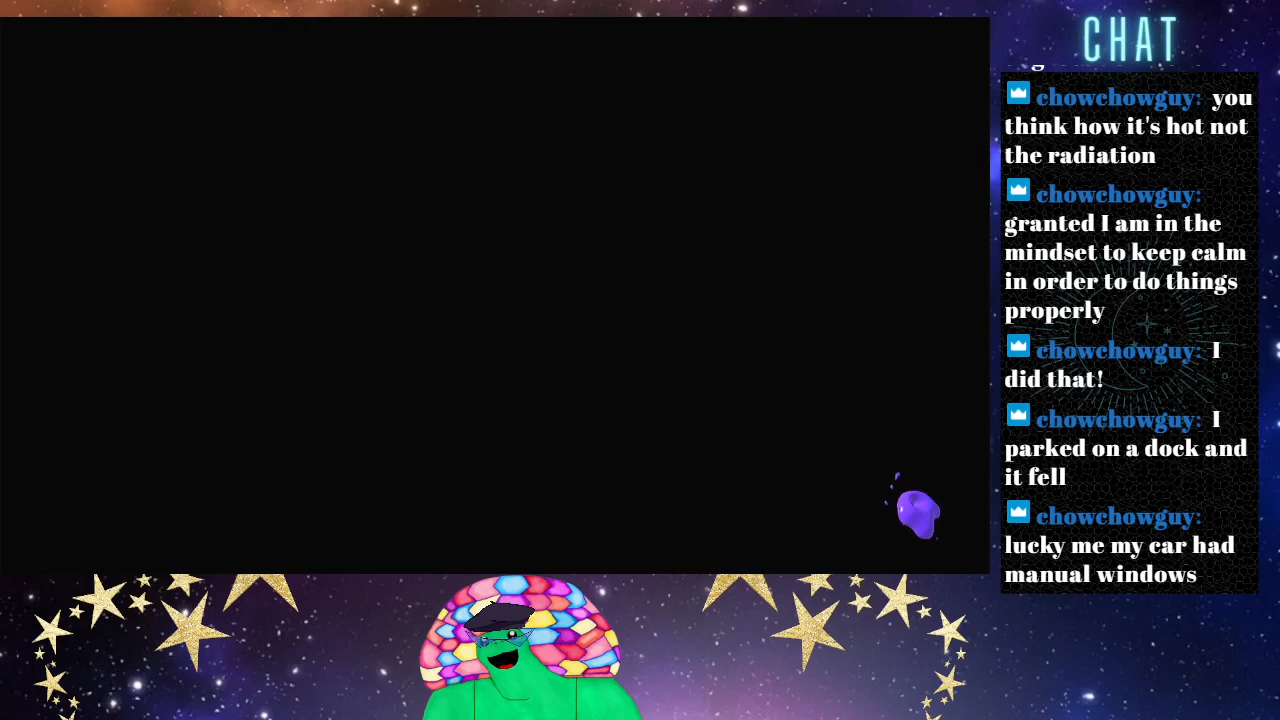 CHAT
chowchowguy: you
think how it's hot not
the radiation
chowchowguy:
granted I am in the
mindset to keep calm
in order to do things
properly
chowchowguy: I
did that!
chowchowguy: I
parked on a dock and
it fell
chowchowguy:
lucky me my car had
manual windows